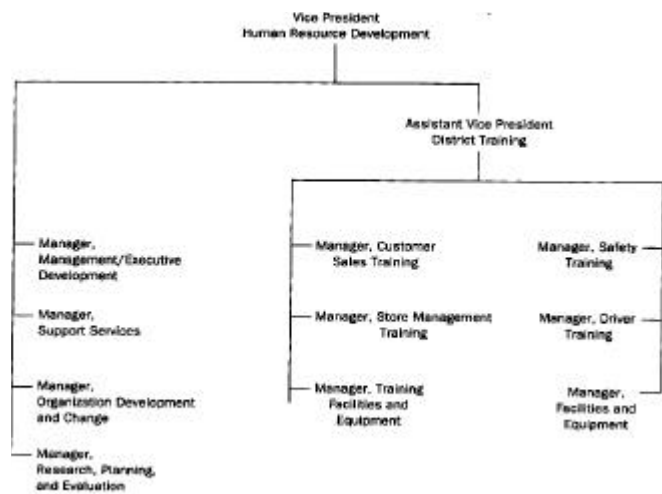 Vice President
Human Resource Development
Assistant Vice President
District Training
Manager,
Management/Executive
Development
Manager,
Support Services
Manager,
Organization Development
and Change
Manager,
Research, Planning,
and Evaluation
Manager, Customer
Sales Training
Manager, Store Management
Training
Manager, Training
Facilities and
Equipment
Manager, Safety
Training
Manager, Driver
Training
Manager,
Facilities and
Equipment